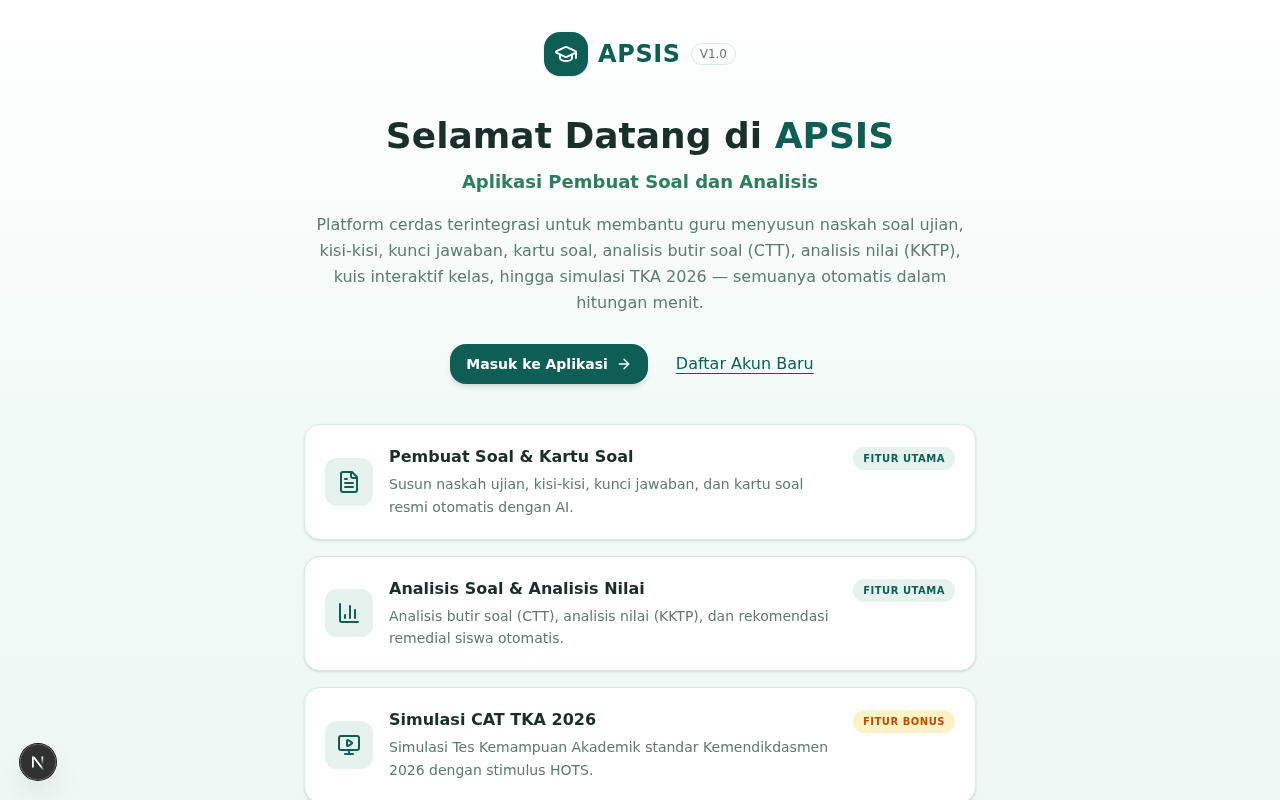 APSIS V1.0
Selamat Datang di APSIS
Aplikasi Pembuat Soal dan Analisis
Platform cerdas terintegrasi untuk membantu guru menyusun naskah soal ujian,
kisi-kisi, kunci jawaban, kartu soal, analisis butir soal (CTT), analisis nilai (KKTP),
kuis interaktif kelas, hingga simulasi TKA 2026 — semuanya otomatis dalam
hitungan menit.
Masuk ke Aplikasi →
Daftar Akun Baru
Pembuat Soal & Kartu Soal
FITUR UTAMA
Susun naskah ujian, kisi-kisi, kunci jawaban, dan kartu soal
resmi otomatis dengan AI.
Analisis Soal & Analisis Nilai
FITUR UTAMA
Analisis butir soal (CTT), analisis nilai (KKTP), dan rekomendasi
remedial siswa otomatis.
Simulasi CAT TKA 2026
FITUR BONUS
Simulasi Tes Kemampuan Akademik standar Kemendikdasmen
2026 dengan stimulus HOTS.
N